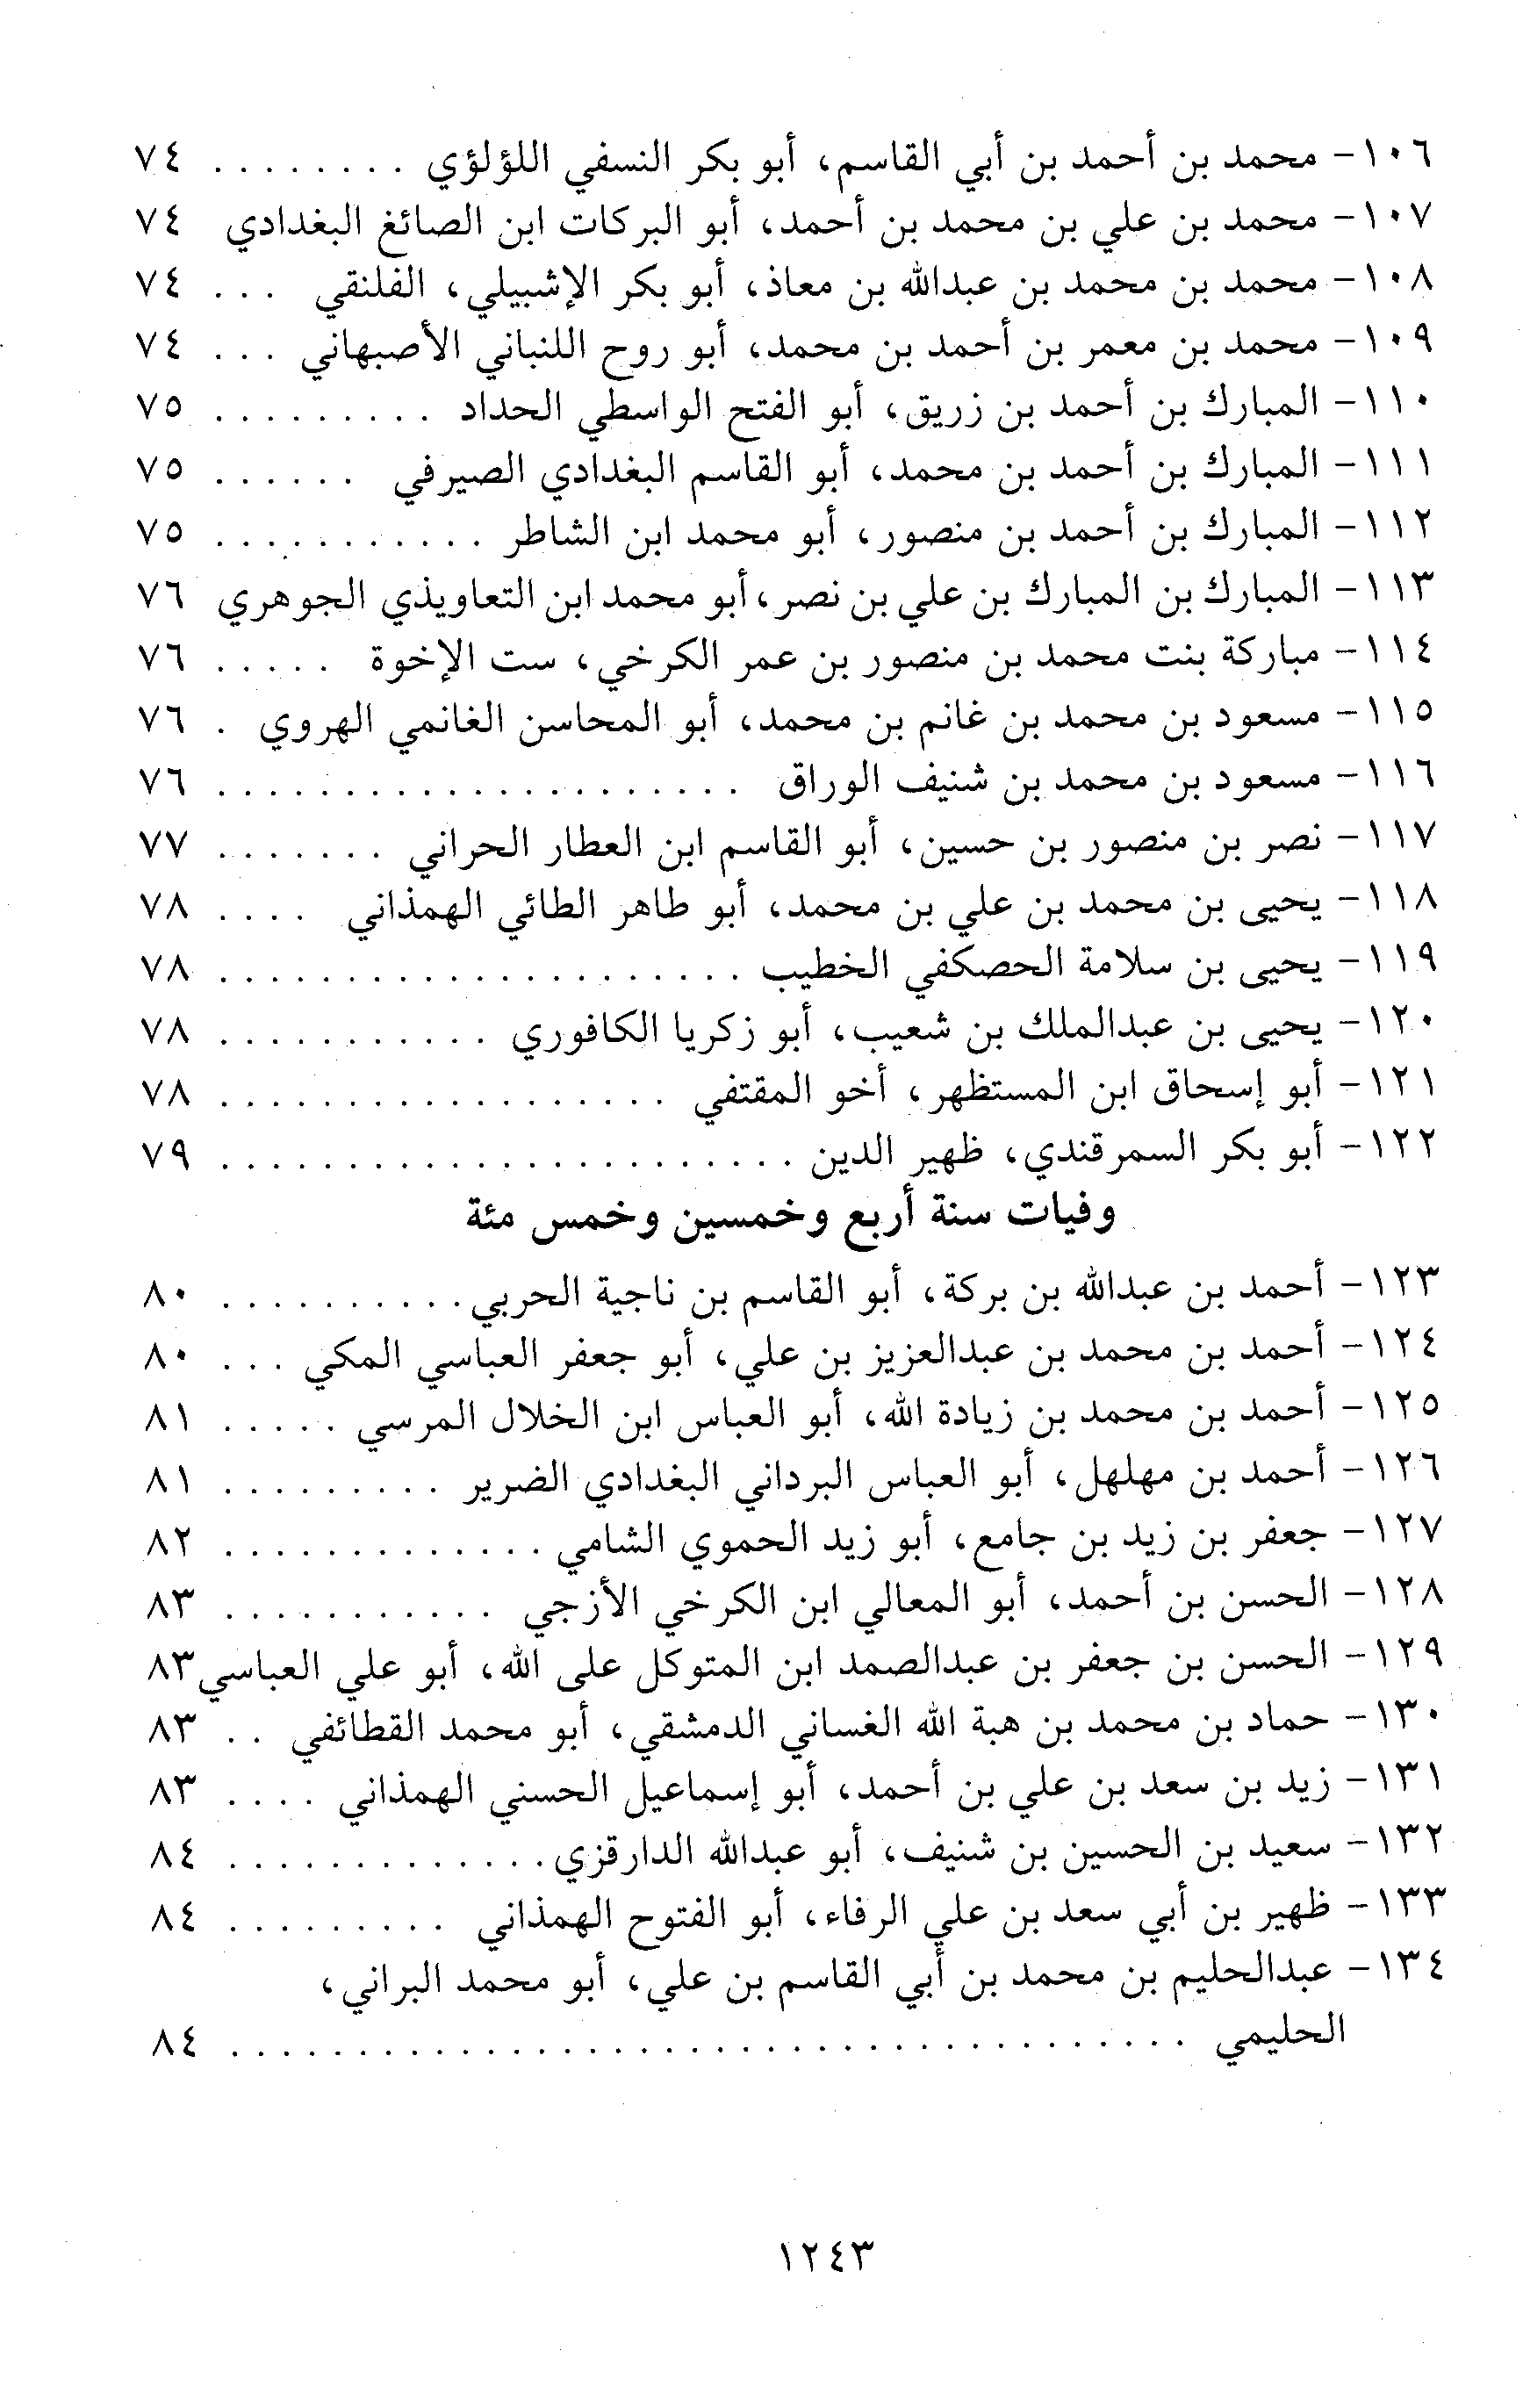 ١٠٦- محمد بن أحمد بن أبي القاسم، أبو بكر النسفي اللؤلؤي . . . . . . . . ٧٤
١٠٧- محمد بن علي بن محمد بن أحمد، أبو البركات ابن الصائغ البغدادي ٧٤
١٠٨- محمد بن محمد بن عبدالله بن معاذ، أبو بكر الإشبيلي، الفلنقي . . . ٧٤
١٠٩- محمد بن معمر بن أحمد بن محمد، أبو روح اللنباني الأصبهاني . . . ٧٤
١١٠- المبارك بن أحمد بن زريق، أبو الفتح الواسطي الحداد . . . . . . . . . ٧٥
١١١- المبارك بن أحمد بن محمد، أبو القاسم البغدادي الصيرفي . . . . . . ٧٥
١١٢- المبارك بن أحمد بن منصور، أبو محمد ابن الشاطر . . . . . . . . . . . ٧٥
١١٣- المبارك بن المبارك بن علي بن نصر، أبو محمد ابن التعاويذي الجوهري ٧٦
١١٤- مباركة بنت محمد بن منصور بن عمر الكرخي، ست الإخوة . . . . . ٧٦
١١٥- مسعود بن محمد بن غانم بن محمد، أبو المحاسن الغانمي الهروي . ٧٦
١١٦- مسعود بن محمد بن شنيف الوراق . . . . . . . . . . . . . . . . . . . . . ٧٦
١١٧- نصر بن منصور بن حسين، أبو القاسم ابن العطار الحراني . . . . . . . ٧٧
١١٨- يحيى بن محمد بن علي بن محمد، أبو طاهر الطائي الهمذاني . . . . ٧٨
١١٩- يحيى بن سلامة الحصكفي الخطيب . . . . . . . . . . . . . . . . . . . . . ٧٨
١٢٠- يحيى بن عبدالملك بن شعيب، أبو زكريا الكافوري . . . . . . . . . . . ٧٨
١٢١- أبو إسحاق ابن المستظهر، أخو المقتفي . . . . . . . . . . . . . . . . . . ٧٨
١٢٢- أبو بكر السمرقندي، ظهير الدين . . . . . . . . . . . . . . . . . . . . . . . ٧٩
وفيات سنة أربع وخمسين وخمس مئة
١٢٣- أحمد بن عبدالله بن بركة، أبو القاسم بن ناجية الحربي . . . . . . . . . . ٨٠
١٢٤- أحمد بن محمد بن عبدالعزيز بن علي، أبو جعفر العباسي المكي . . . ٨٠
١٢٥- أحمد بن محمد بن زيادة الله، أبو العباس ابن الخلال المرسي . . . . . ٨١
١٢٦- أحمد بن مهلهل، أبو العباس البرداني البغدادي الضرير . . . . . . . . . ٨١
١٢٧- جعفر بن زيد بن جامع، أبو زيد الحموي الشامي . . . . . . . . . . . . . ٨٢
١٢٨- الحسن بن أحمد، أبو المعالي ابن الكرخي الأزجي . . . . . . . . . . . ٨٣
١٢٩- الحسن بن جعفر بن عبدالصمد ابن المتوكل على الله، أبو علي العباسي ٨٣
١٣٠- حماد بن محمد بن هبة الله الغساني الدمشقي، أبو محمد القطائفي . . ٨٣
١٣١- زيد بن سعد بن علي بن أحمد، أبو إسماعيل الحسني الهمذاني . . . . ٨٣
١٣٢- سعيد بن الحسين بن شنيف، أبو عبدالله الدارقزي . . . . . . . . . . . . . ٨٤
١٣٣- ظهير بن أبي سعد بن علي الرفاء، أبو الفتوح الهمذاني . . . . . . . . . ٨٤
١٣٤- عبدالحليم بن محمد بن أبي القاسم بن علي، أبو محمد البراني،
الحليمي . . . . . . . . . . . . . . . . . . . . . . . . . . . . . . . . . . . . . . ٨٤
١٢٤٣